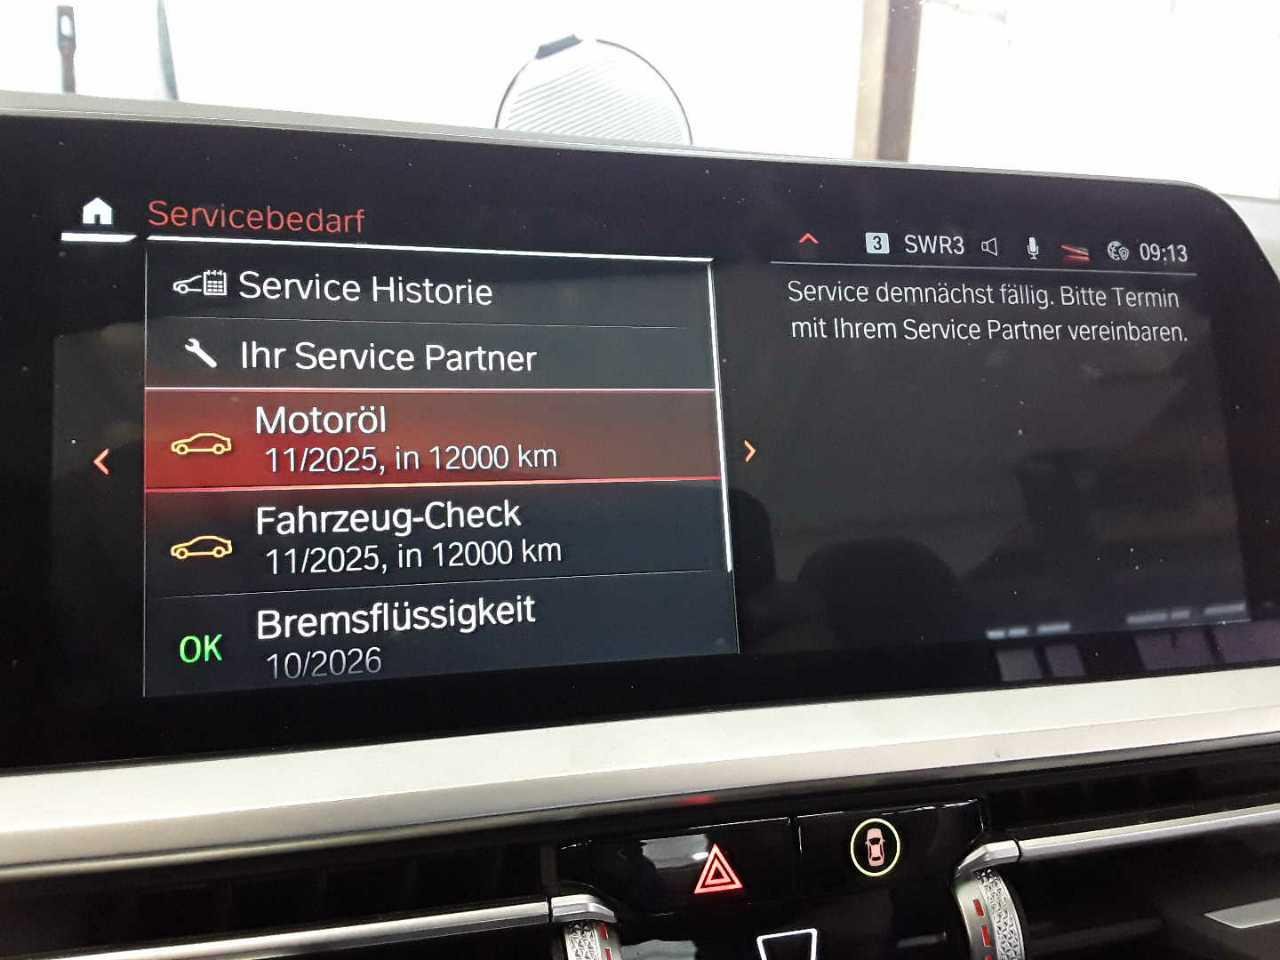 Servicebedarf
3 SWR3 09:13
Service Historie
Ihr Service Partner
Motoröl
11/2025, in 12000 km
Fahrzeug-Check
11/2025, in 12000 km
OK Bremsflüssigkeit
10/2026
Service demnächst fällig. Bitte Termin
mit Ihrem Service Partner vereinbaren.